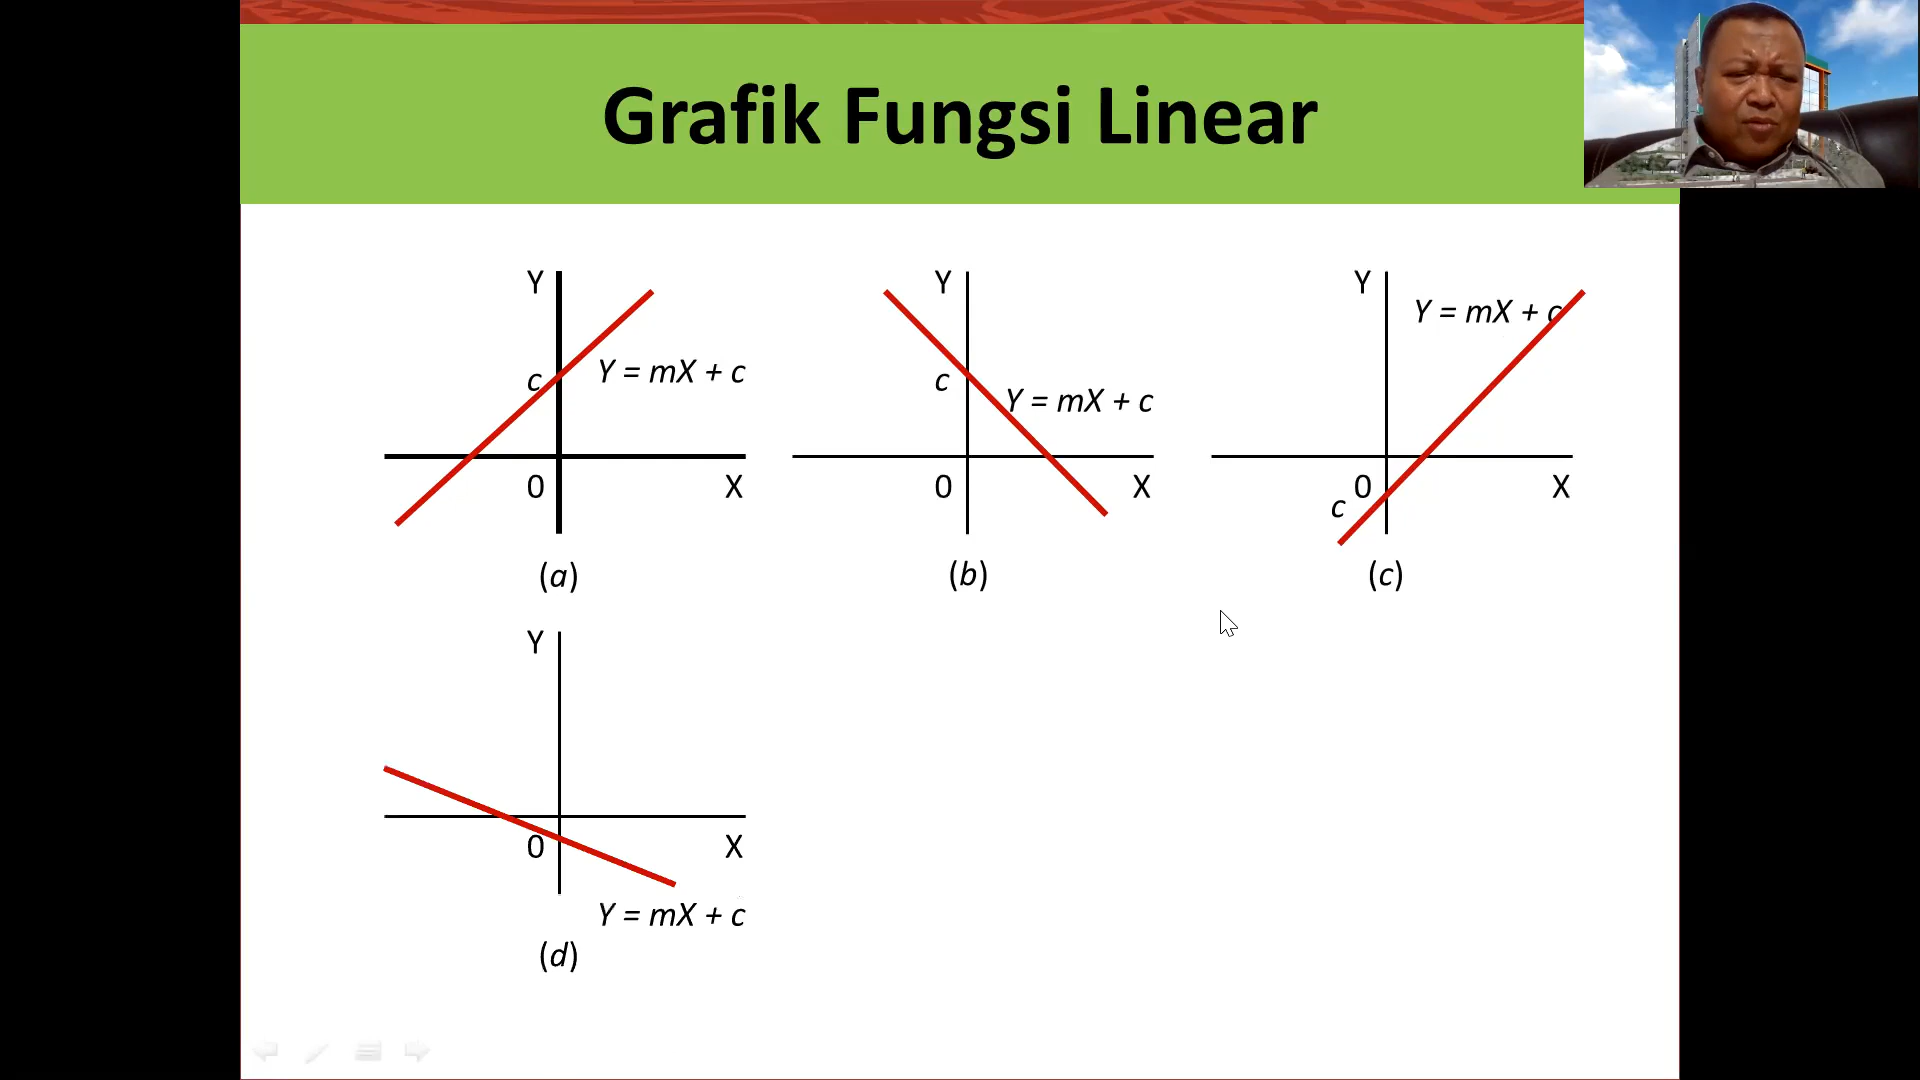 Grafik Fungsi Linear
Y
c
Y = mX + c
0
X
(a)
Y
c
Y = mX + c
0
X
(b)
Y
Y = mX + c
0
X
c
(c)
Y
0
X
Y = mX + c
(d)